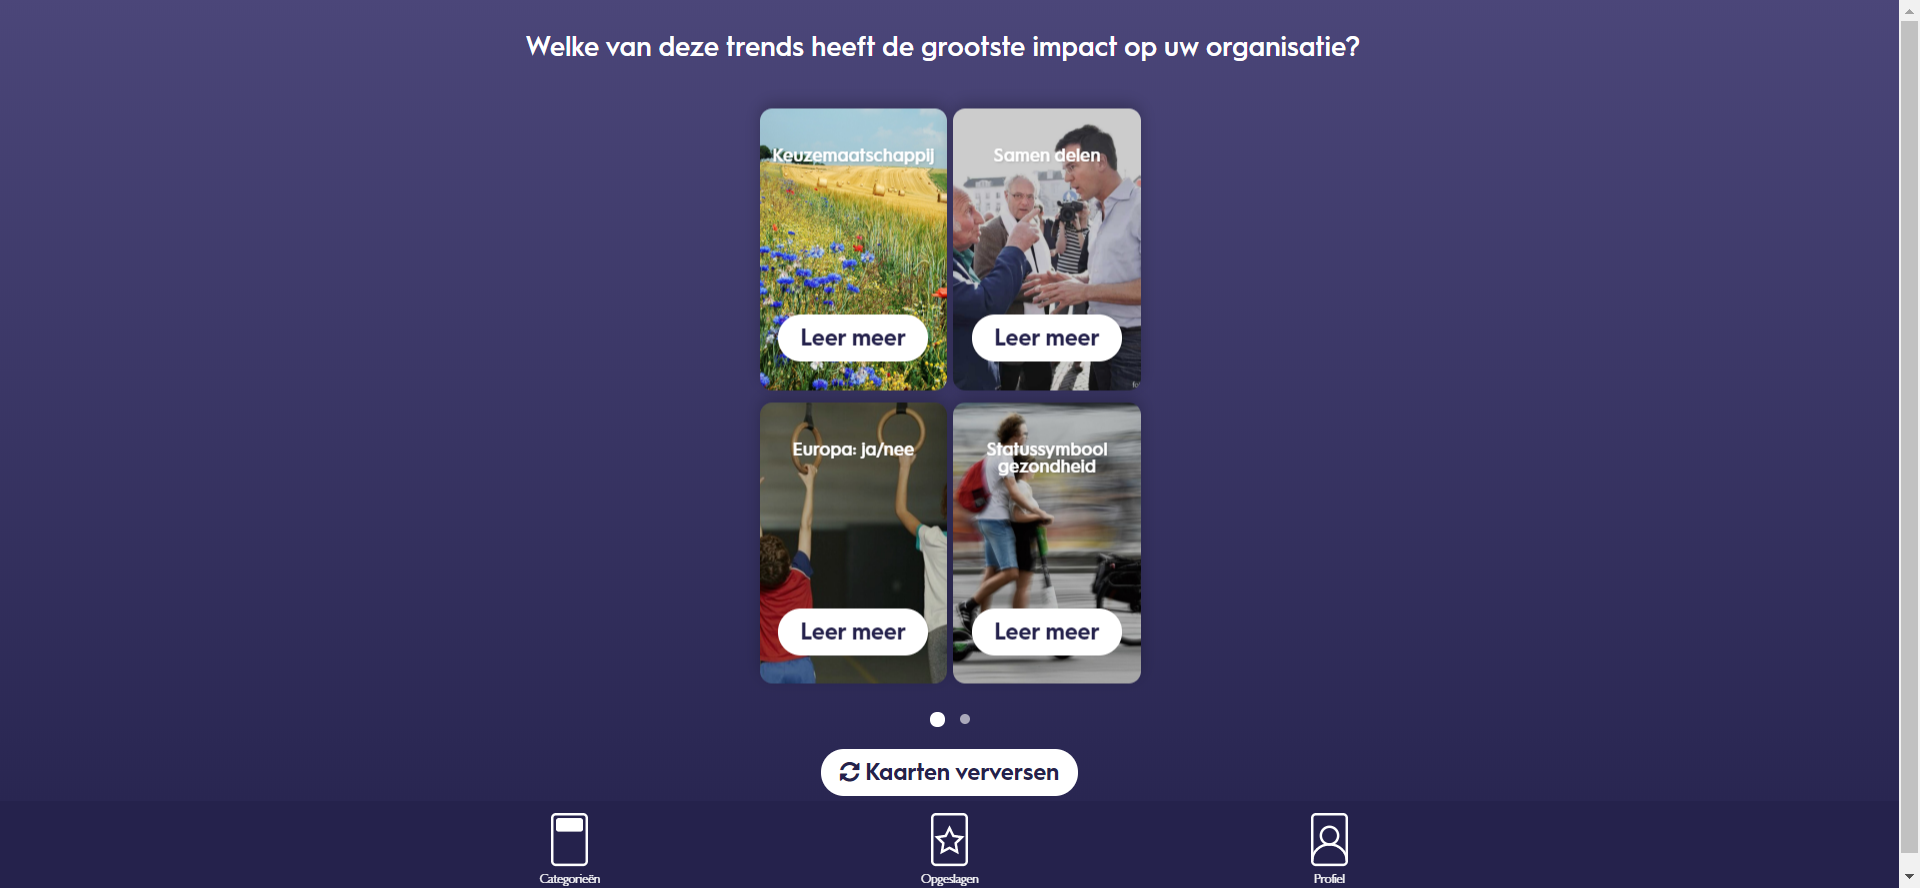 Welke van deze trends heeft de grootste impact op uw organisatie?
Keuzemaatschappij
Leer meer
Samen delen
Leer meer
Europa: ja/nee
Leer meer
Statussymbool
gezondheid
Leer meer
Kaarten verversen
Categorieën
Opgeslagen
Profiel